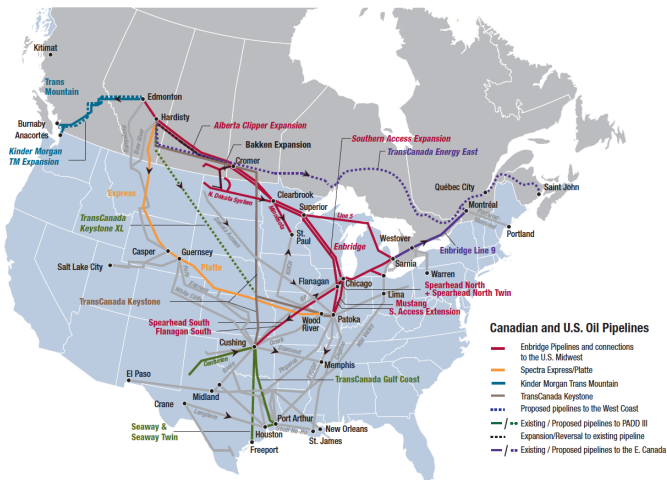 Kitimat
Trans
Mountain
Edmonton
Burnaby
Anacortes
Hardisty
Alberta Clipper Expansion
Southern Access Expansion
Kinder Morgan
TM Expansion
Bakken Expansion
TransCanada Energy East
Cromer
Express
N. Dakota System
Clearbrook
Québec City
Saint John
Superior
Minnesota
Line 5
Montréal
TransCanada
Keystone XL
St.
Paul
Enbridge
Westover
Enbridge Line 9
Portland
Casper
Guernsey
Sarnia
Salt Lake City
Platte
Flanagan
Chicago
Warren
Lima
Spearhead North
+ Spearhead North Twin
TransCanada Keystone
Mustang
S. Access Extension
Spearhead South
Flanagan South
Wood
River
Patoka
Canadian and U.S. Oil Pipelines
Cushing
Centurion
Ozark
Memphis
El Paso
TransCanada Gulf Coast
Midland
Crane
Longhorn
Port Arthur
Seaway &
Seaway Twin
Houston
New Orleans
St. James
Freeport
Enbridge Pipelines and connections
to the U.S. Midwest
Spectra Express/Platte
Kinder Morgan Trans Mountain
TransCanada Keystone
Proposed pipelines to the West Coast
Existing / Proposed pipelines to PADD III
Expansion/Reversal to existing pipeline
Existing / Proposed pipelines to the E. Canada